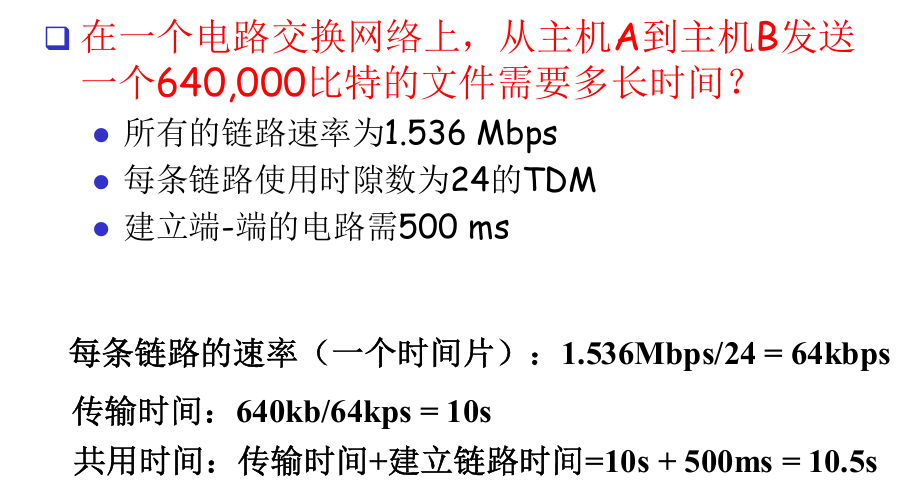 在一个电路交换网络上，从主机A到主机B发送
一个640,000比特的文件需要多长时间？
所有的链路速率为1.536 Mbps
每条链路使用时隙数为24的TDM
建立端-端的电路需500 ms
每条链路的速率（一个时间片）：1.536Mbps/24 = 64kbps
传输时间：640kb/64kps = 10s
共用时间：传输时间+建立链路时间=10s + 500ms = 10.5s